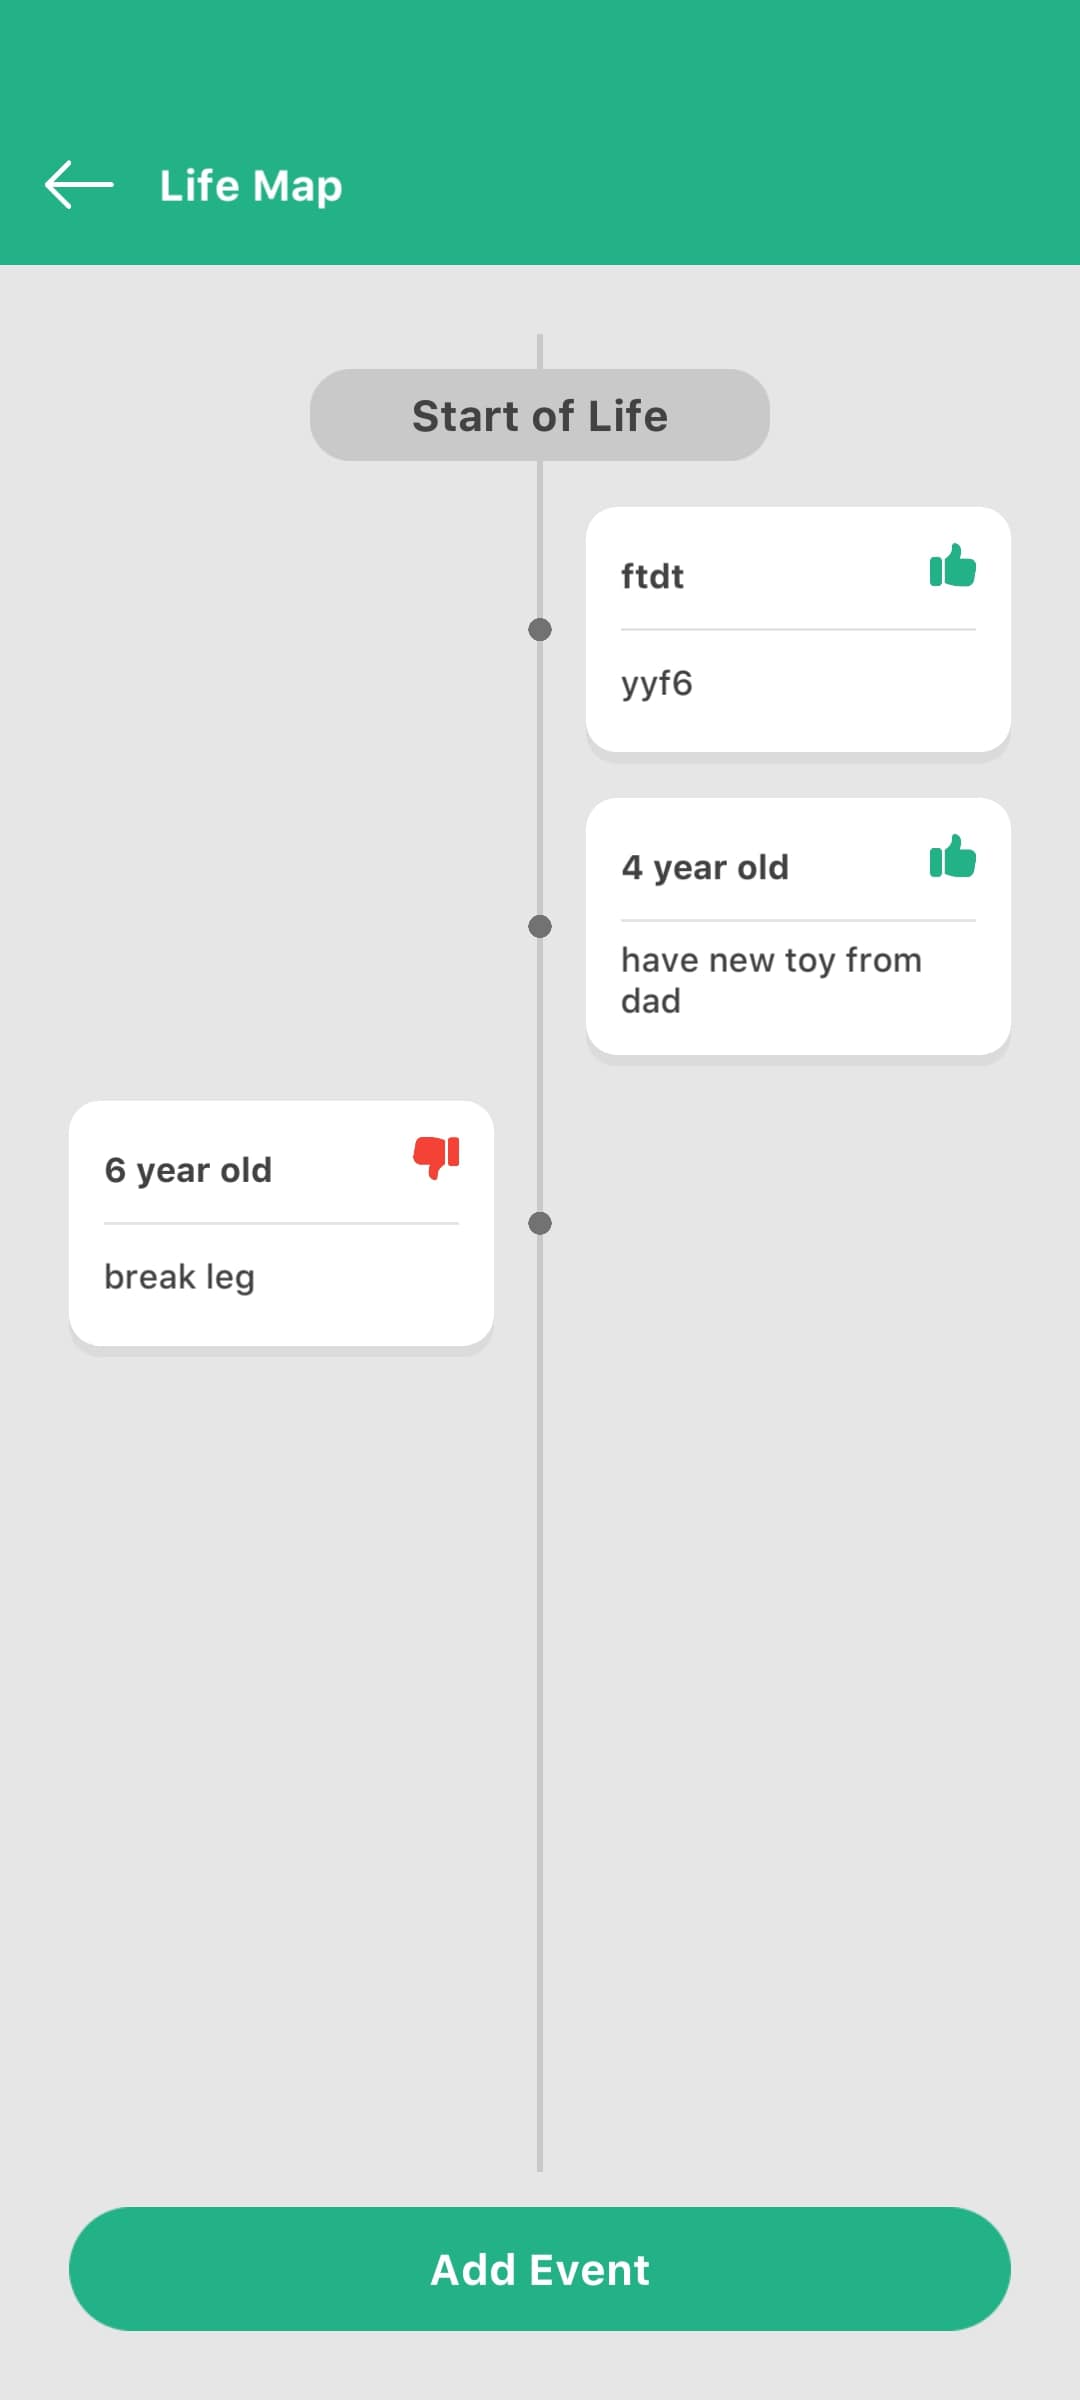 Life Map
Start of Life
ftdt
yyf6
4 year old
have new toy from
dad
6 year old
break leg
Add Event